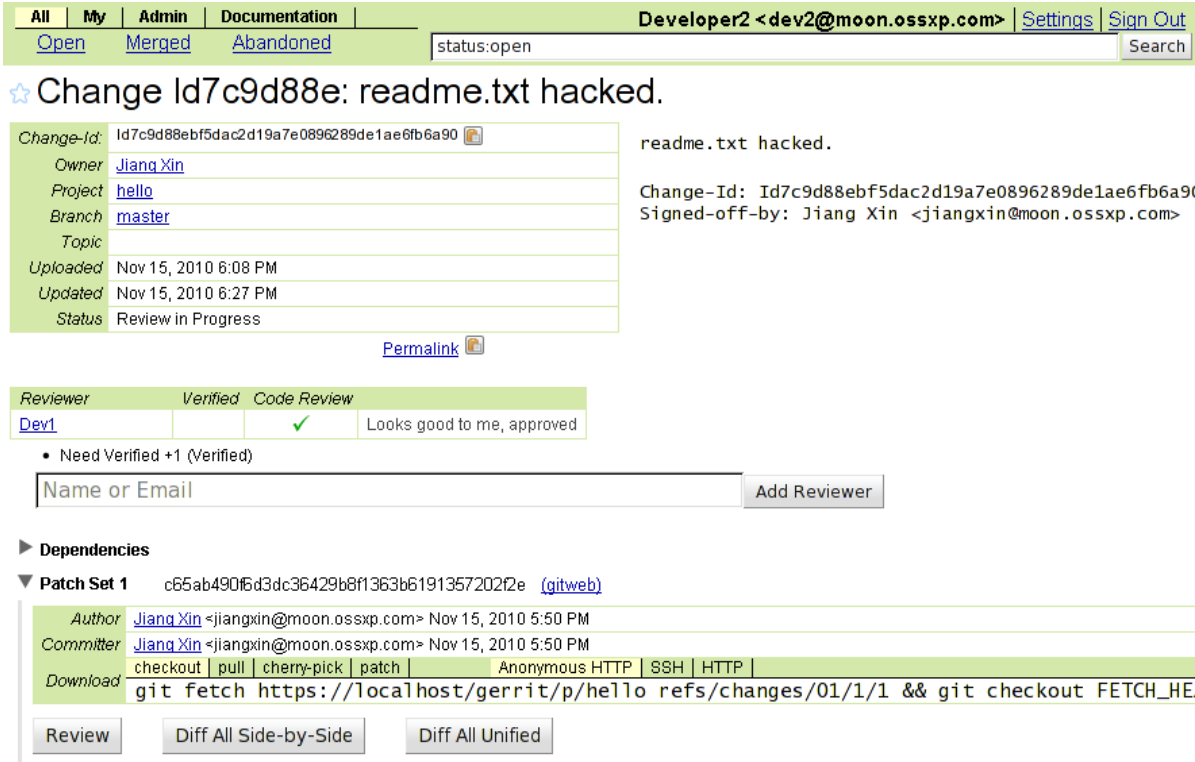 All My Admin Documentation Developer2 <dev2@moon.ossxp.com> Settings Sign Out
Open Merged Abandoned status:open Search
Change Id7c9d88e: readme.txt hacked.
Change-Id: Id7c9d88ebf5dac2d19a7e0896289de1ae6fb6a90
Owner Jiang Xin
Project hello
Branch master
Topic
Uploaded Nov 15, 2010 6:08 PM
Updated Nov 15, 2010 6:27 PM
Status Review in Progress
Permalink
readme.txt hacked.
Change-Id: Id7c9d88ebf5dac2d19a7e0896289de1ae6fb6a90
Signed-off-by: Jiang Xin <jiangxin@moon.ossxp.com>
Reviewer Verified Code Review
Dev1 ✓ Looks good to me, approved
• Need Verified +1 (Verified)
Name or Email Add Reviewer
Dependencies
Patch Set 1 c65ab490f6d3dc36429b8f1363b6191357202f2e (gitweb)
Author Jiang Xin <jiangxin@moon.ossxp.com> Nov 15, 2010 5:50 PM
Committer Jiang Xin <jiangxin@moon.ossxp.com> Nov 15, 2010 5:50 PM
Download checkout | pull | cherry-pick | patch | Anonymous HTTP | SSH | HTTP |
git fetch https://localhost/gerrit/p/hello refs/changes/01/1/1 && git checkout FETCH_HEA
Review Diff All Side-by-Side Diff All Unified